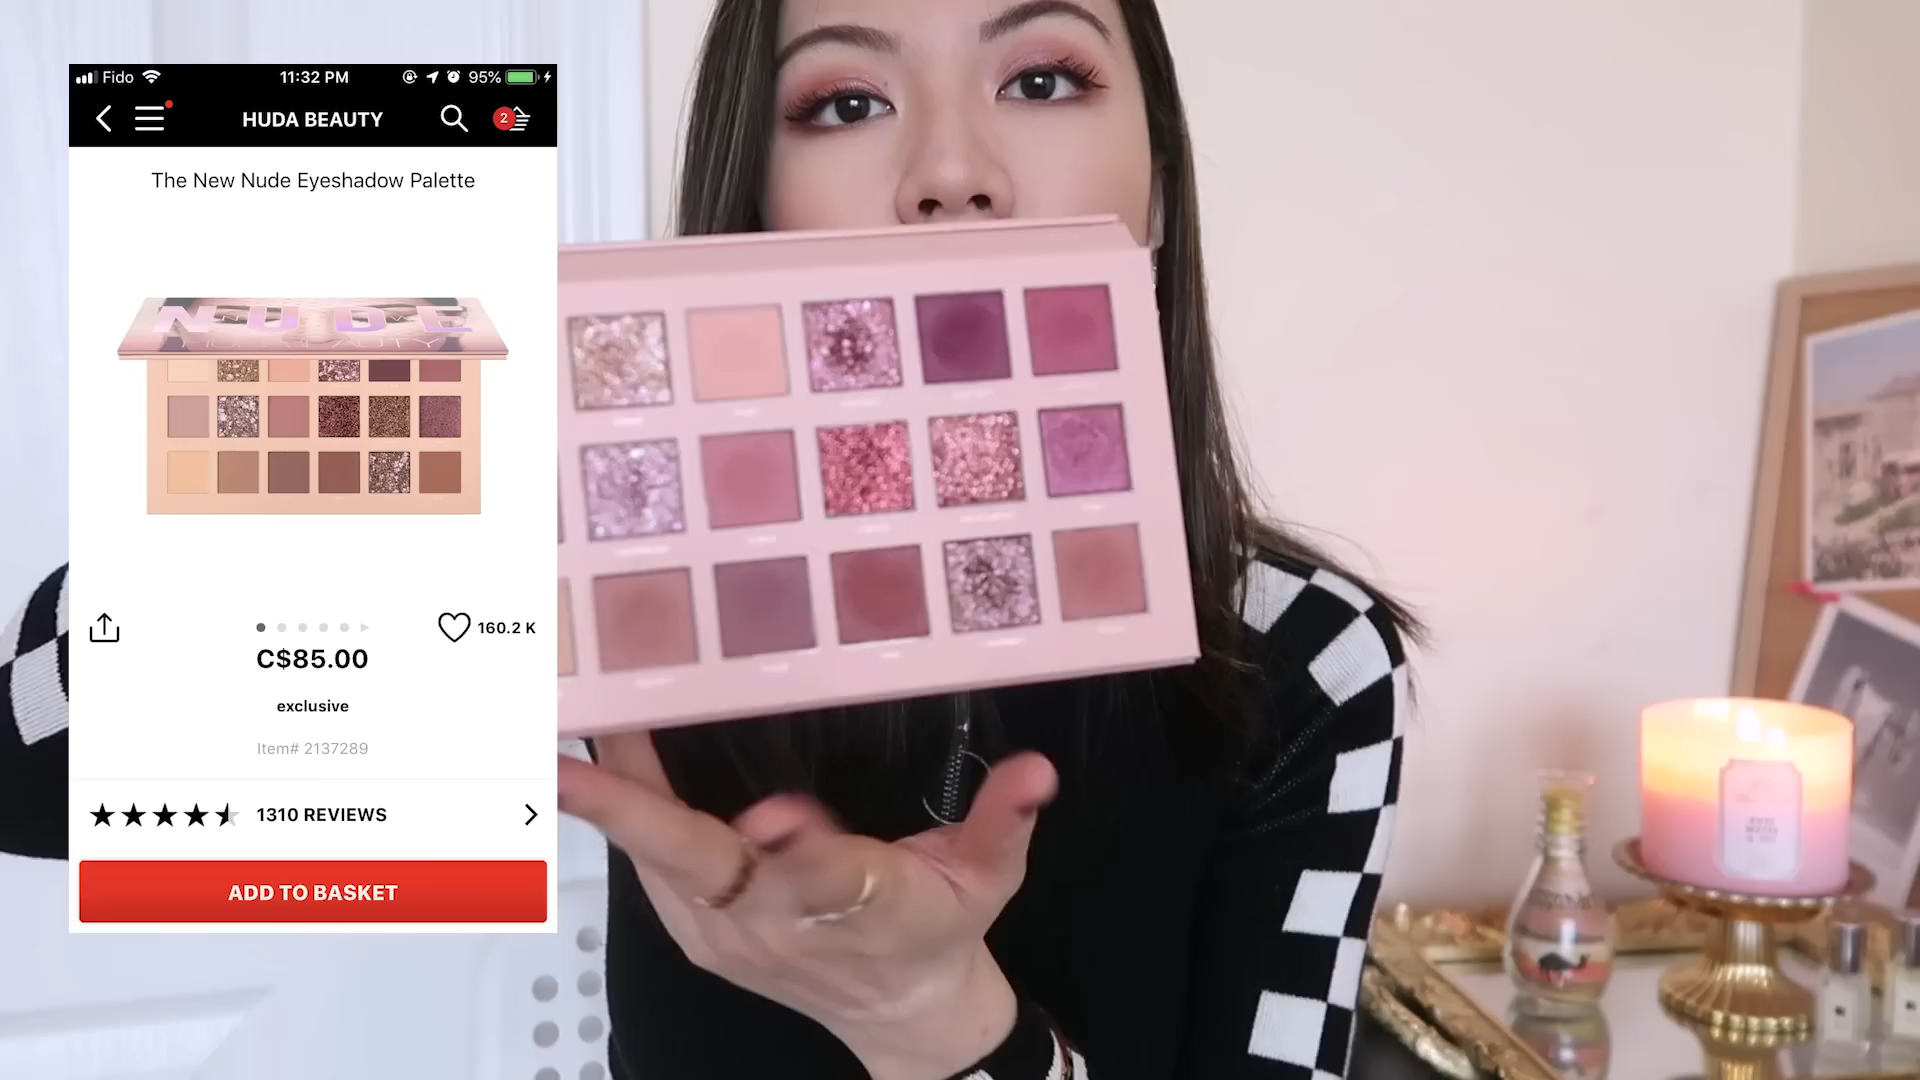 Fido 11:32 PM 95%
HUDA BEAUTY
2
The New Nude Eyeshadow Palette
NUDE
160.2 K
C$85.00
exclusive
Item# 2137289
1310 REVIEWS
ADD TO BASKET